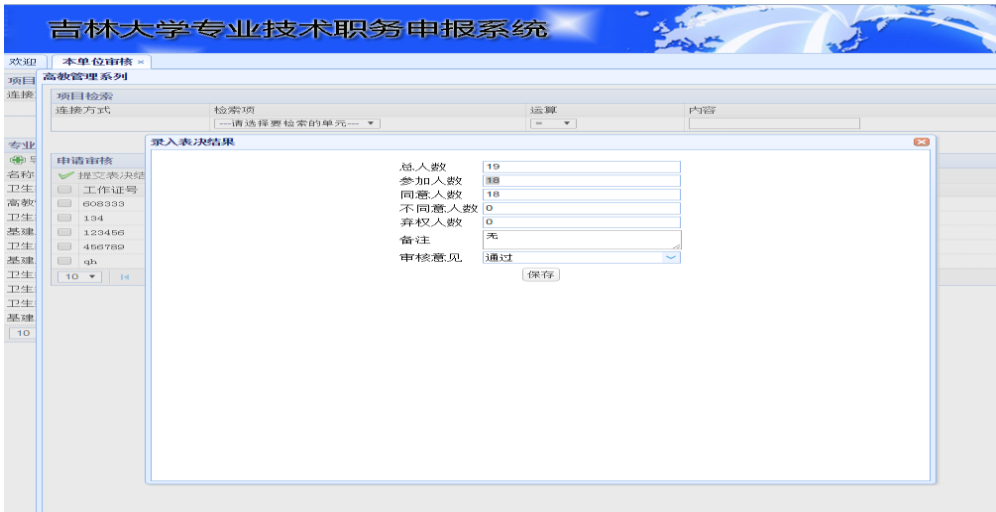 吉林大学专业技术职务申报系统
欢迎 本单位审核 ×
项目 高教管理系列
连接 项目检索
连接方式 检索项 运算 内容
---请选择要检索的单元--- =
专业 录入表决结果
申请审核
总人数 19
名称 提交表决结
参加人数 18
卫生 工作证号
同意人数 18
高教 608333
不同意人数 0
卫生 134
弃权人数 0
基建 123456
备注 无
卫生 456789
审核意见 通过
基建 qh
保存
卫生 10
卫生
卫生
基建
10